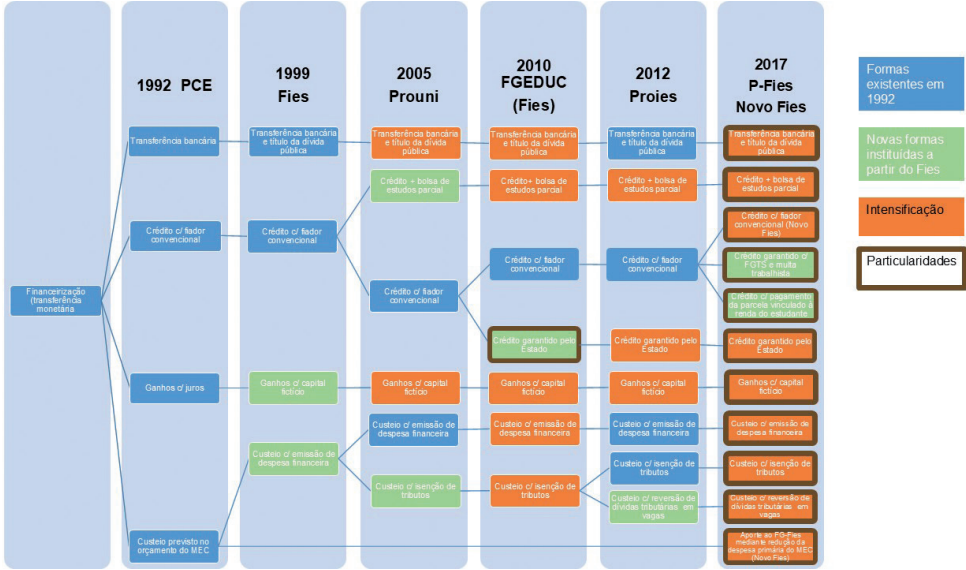 Financeirização
(transferência
monetária
1992 PCE
Transferência bancária
Crédito c/ fiador
convencional
Ganhos c/ juros
Custeio previsto no
orçamento do MEC
1999
Fies
Transferência bancária
e título da dívida
pública
Crédito c/ fiador
convencional
Ganhos c/ capital
fictício
Custeio c/ emissão de
despesa financeira
2005
Prouni
Transferência bancária
e título da dívida
pública
Crédito + bolsa de
estudos parcial
Crédito c/ fiador
convencional
Ganhos c/ capital
fictício
Custeio c/ emissão de
despesa financeira
Custeio c/ isenção de
tributos
2010
FGEDUC
(Fies)
Transferência bancária
e título da dívida
pública
Crédito+ bolsa de
estudos parcial
Crédito c/ fiador
convencional
Crédito garantido pelo
Estado
Ganhos c/ capital
fictício
Custeio c/ emissão de
despesa financeira
Custeio c/ isenção de
tributos
2012
Proies
Transferência bancária
e título da dívida
pública
Crédito + bolsa de
estudos parcial
Crédito c/ fiador
convencional
Crédito garantido pelo
Estado
Ganhos c/ capital
fictício
Custeio c/ emissão de
despesa financeira
Custeio c/ isenção de
tributos
Custeio c/ reversão de
dívidas tributárias em
vagas
2017
P-Fies
Novo Fies
Transferência bancária
e título da dívida
pública
Crédito + bolsa de
estudos parcial
Crédito c/ fiador
convencional (Novo
Fies)
Crédito garantido c/
FGTS e multa
trabalhista
Crédito c/ pagamento
da parcela vinculado à
renda do estudante
Crédito garantido pelo
Estado
Ganhos c/ capital
fictício
Custeio c/ emissão de
despesa financeira
Custeio c/ isenção de
tributos
Custeio c/ reversão de
dívidas tributárias em
vagas
Aporte ao FG-Fies
mediante redução da
despesa primária do MEC
(Novo Fies)
Formas
existentes em
1992
Novas formas
instituídas a
partir do Fies
Intensificação
Particularidades